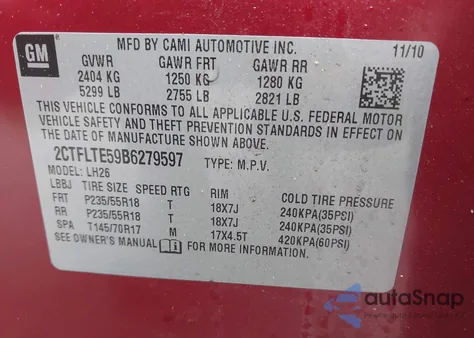 GM
MFD BY CAMI AUTOMOTIVE INC. 11/10
GVWR GAWR FRT GAWR RR
2404 KG 1250 KG 1280 KG
5299 LB 2755 LB 2821 LB
THIS VEHICLE CONFORMS TO ALL APPLICABLE U.S. FEDERAL MOTOR
VEHICLE SAFETY AND THEFT PREVENTION STANDARDS IN EFFECT ON
THE DATE OF MANUFACTURE SHOWN ABOVE.
2CTFLTE59B6279597 TYPE: M.P.V.
MODEL: LH26
LBBJ TIRE SIZE SPEED RTG RIM COLD TIRE PRESSURE
FRT P235/55R18 T 18X7J 240KPA(35PSI)
RR P235/55R18 T 18X7J 240KPA(35PSI)
SPA T145/70R17 M 17X4.5T 420KPA(60PSI)
SEE OWNER'S MANUAL FOR MORE INFORMATION.
autoSnap